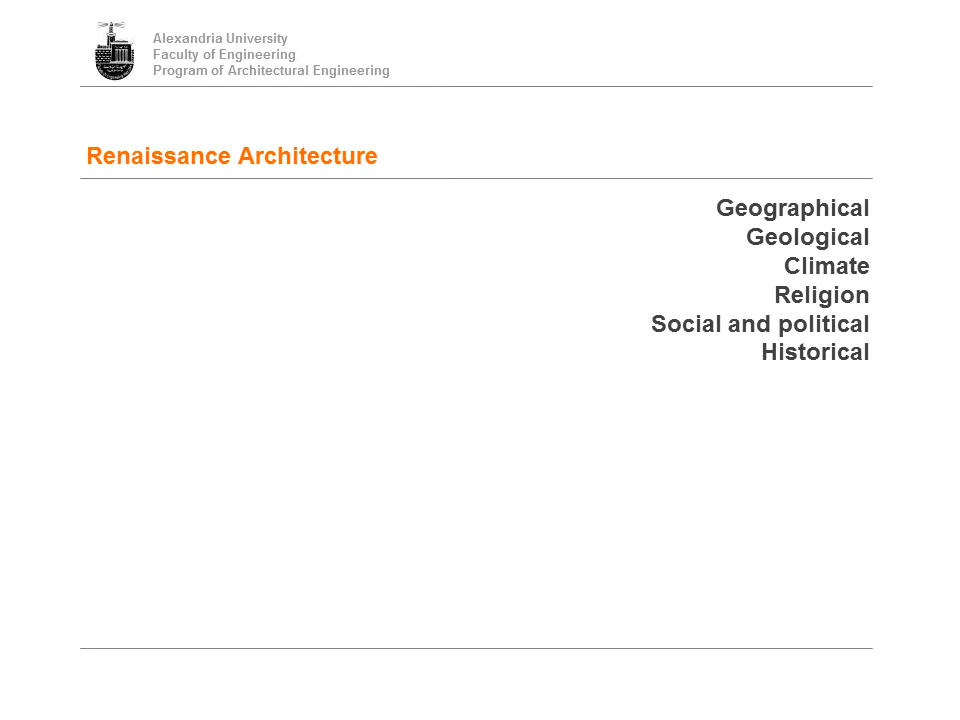 Alexandria University
Faculty of Engineering
Program of Architectural Engineering
Renaissance Architecture
Geographical
Geological
Climate
Religion
Social and political
Historical